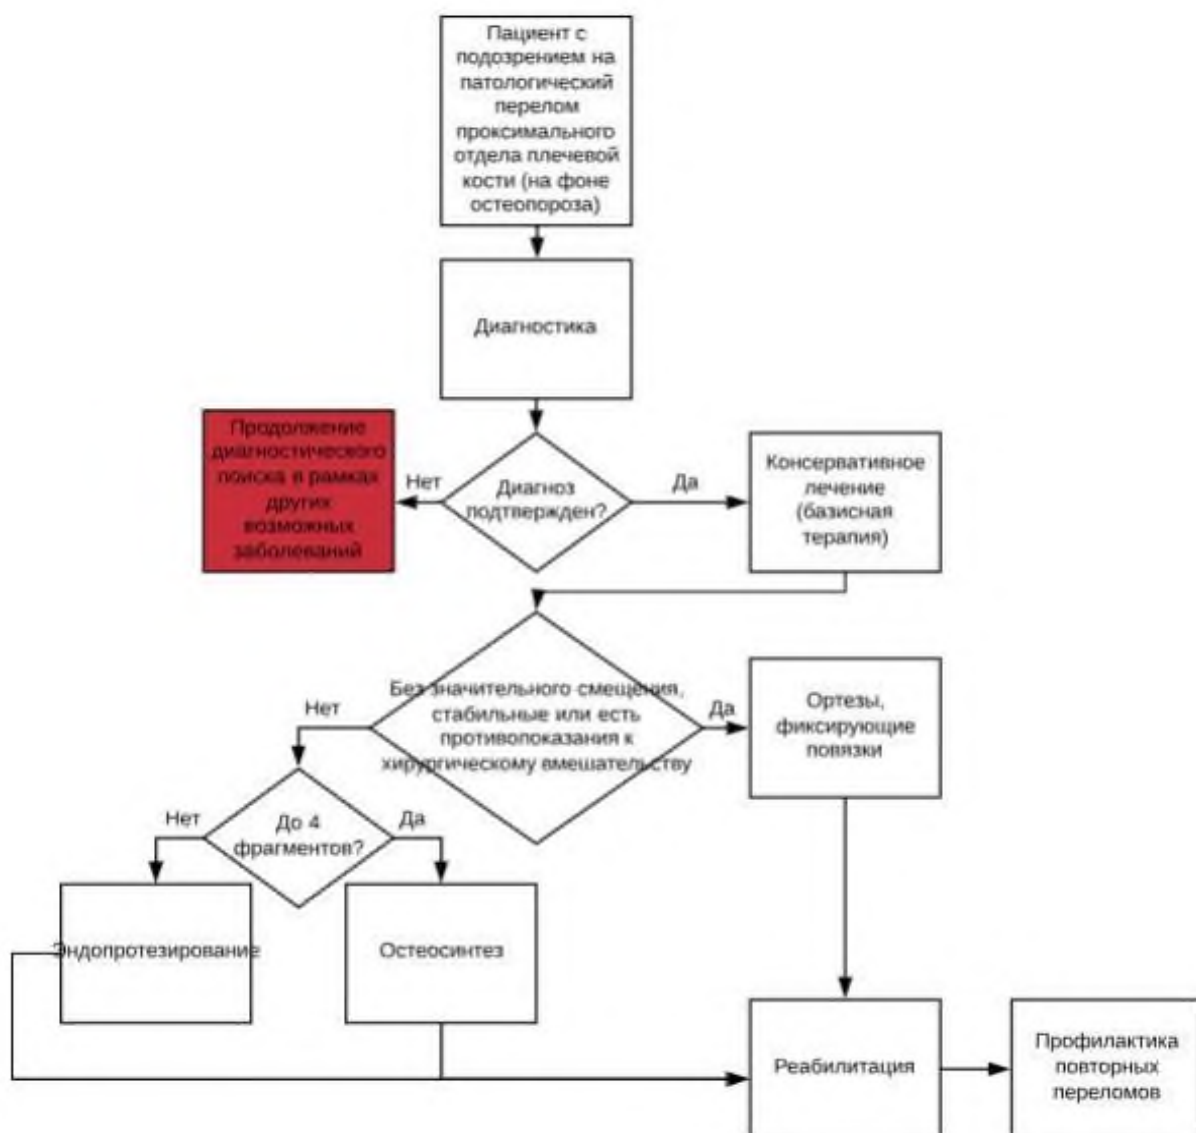 Пациент с
подозрением на
патологический
перелом
проксимального
отдела плечевой
кости (на фоне
остеопороза)
Диагностика
Продолжение
диагностического
поиска в рамках
других
возможных
заболеваний
Нет
Диагноз
подтвержден?
Да
Консервативное
лечение
(базисная
терапия)
Нет
Без значительного смещения,
стабильные или есть
противопоказания к
хирургическому вмешательству
Да
Ортезы,
фиксирующие
повязки
Нет
До 4
фрагментов?
Да
Эндопротезирование
Остеосинтез
Реабилитация
Профилактика
повторных
переломов